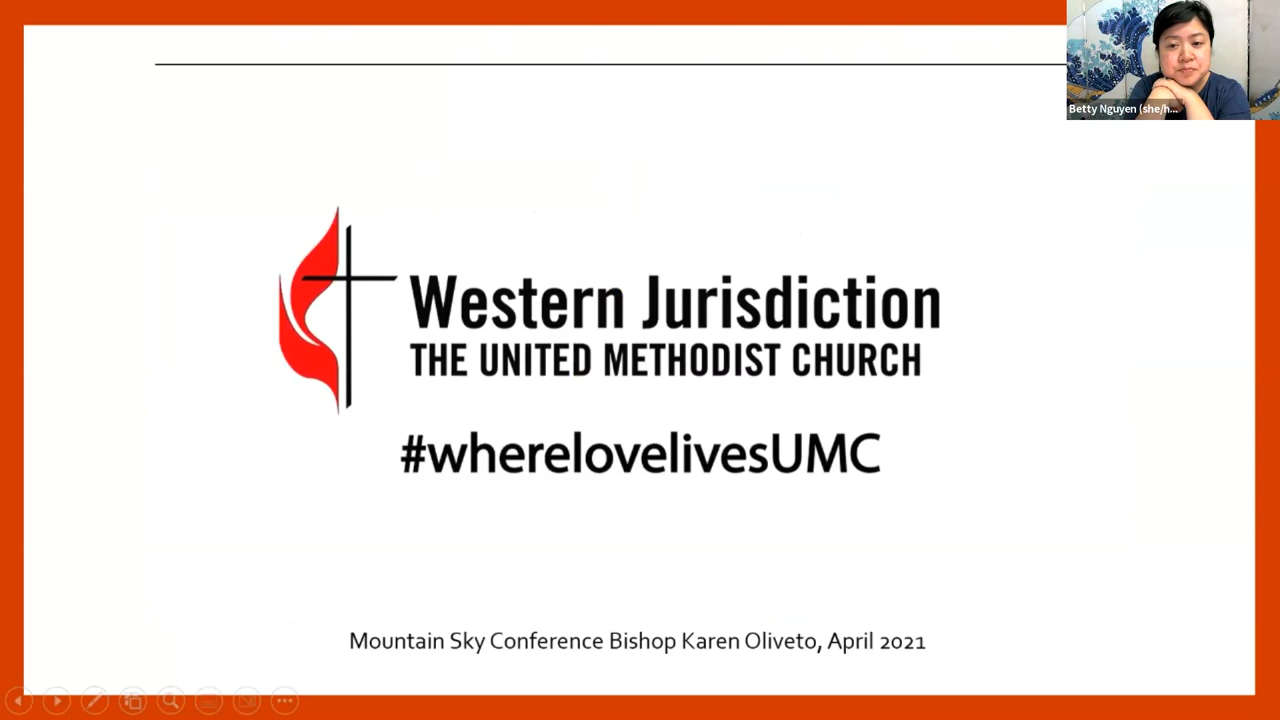 Betty Nguyen (she/h...
Western Jurisdiction
THE UNITED METHODIST CHURCH
#wherelovelivesUMC
Mountain Sky Conference Bishop Karen Oliveto, April 2021